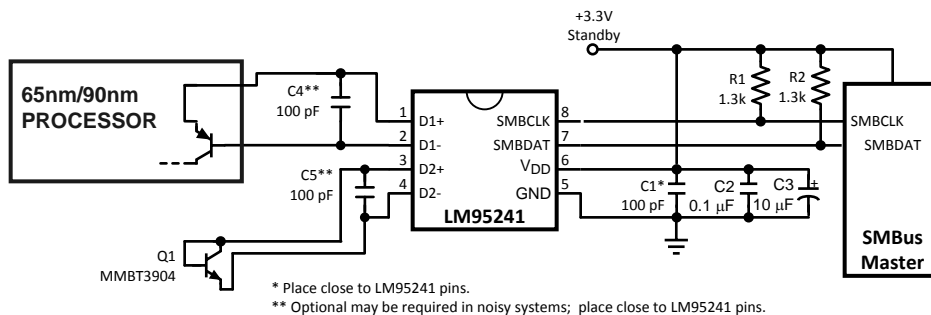 +3.3V
Standby
65nm/90nm
PROCESSOR
C4**
100 pF
1 D1+
2 D1-
3 D2+
4 D2-
C5**
100 pF
SMBCLK 8
SMBDAT 7
VDD 6
GND 5
LM95241
R1
1.3k
R2
1.3k
SMBCLK
SMBDAT
C1*
100 pF
C2
0.1 μF
C3
+
10 μF
SMBus
Master
Q1
MMBT3904
* Place close to LM95241 pins.
** Optional may be required in noisy systems; place close to LM95241 pins.